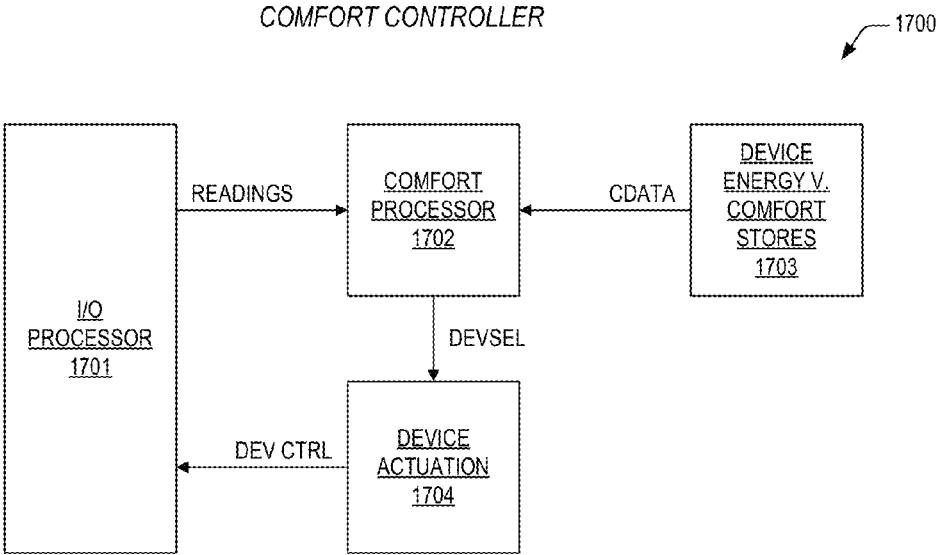 COMFORT CONTROLLER
1700
READINGS
COMFORT
PROCESSOR
1702
CDATA
DEVICE
ENERGY V.
COMFORT
STORES
1703
I/O
PROCESSOR
1701
DEVSEL
DEV CTRL
DEVICE
ACTUATION
1704